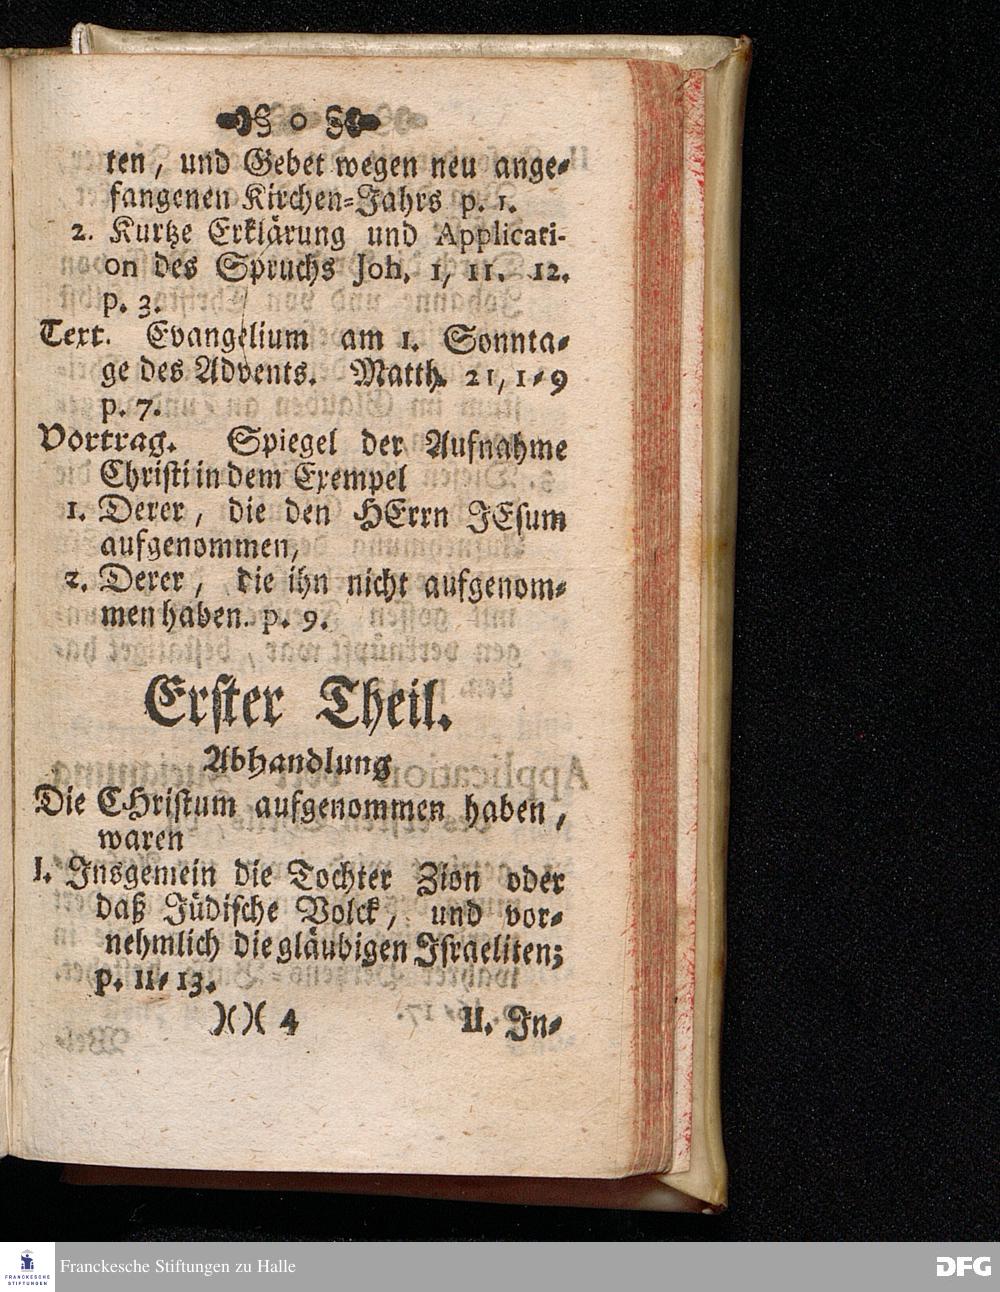 o
ten, und Gebet wegen neu ange-
fangenen Kirchen-Jahrs p. 1.
2. Kurtze Erklärung und Applicati-
on des Spruchs Joh. 1, 11. 12.
p. 3.
Text. Evangelium am 1. Sonnta-
ge des Advents. Matth. 21, 1-9
p. 7.
Vortrag. Spiegel der Aufnahme
Christi in dem Exempel
1. Derer, die den HErrn JEsum
aufgenommen,
2. Derer, die ihn nicht aufgenom-
men haben. p. 9.
Erster Theil.
Abhandlung
Die CHristum aufgenommen haben,
waren
I. Insgemein die Tochter Zion oder
daß Jüdische Volck, und vor-
nehmlich die gläubigen Israeliten;
p. 11-13.
)( )( 4 II. In-
FRANCKESCHE
STIFTUNGEN
Franckesche Stiftungen zu Halle
DFG